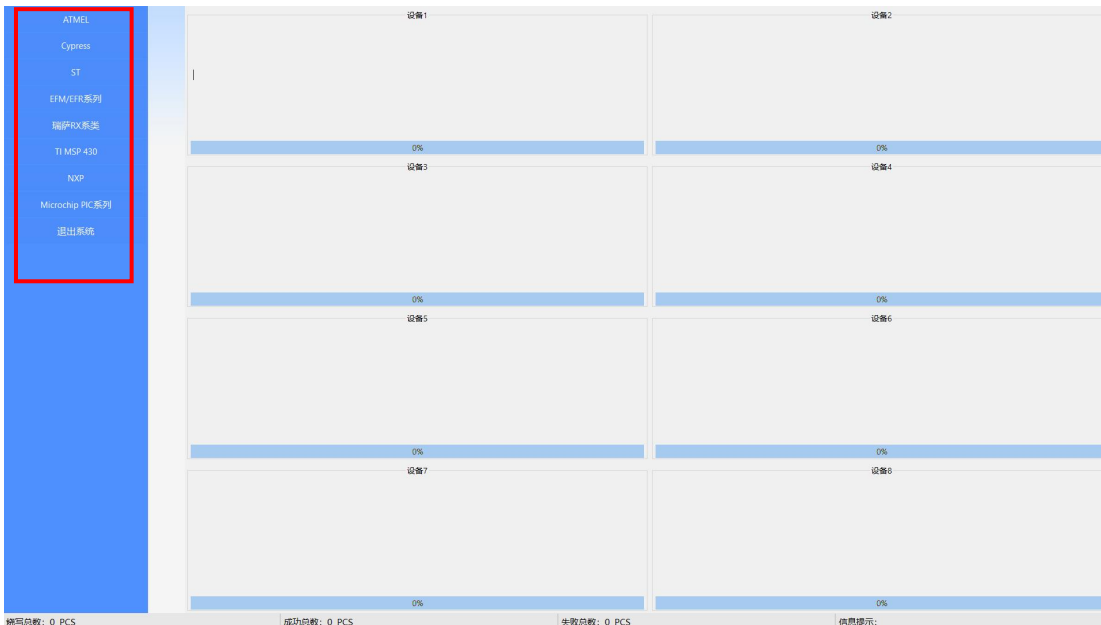 ATMEL
Cypress
ST
EFM/EFR系列
瑞萨RX系类
TI MSP 430
NXP
Microchip PIC系列
退出系统
设备1
设备2
0%
0%
设备3
设备4
0%
0%
设备5
设备6
0%
0%
设备7
设备8
0%
0%
烧写总数: 0 PCS
成功总数: 0 PCS
失败总数: 0 PCS
信息提示: